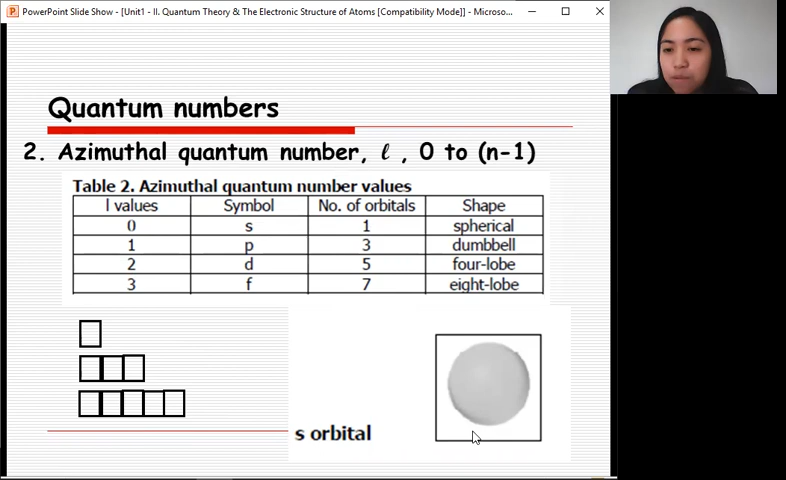 PowerPoint Slide Show - [Unit1 - II. Quantum Theory & The Electronic Structure of Atoms [Compatibility Mode]] - Microso...
Quantum numbers
2. Azimuthal quantum number, ℓ , 0 to (n-1)
Table 2. Azimuthal quantum number values
l values Symbol No. of orbitals Shape
0 s 1 spherical
1 p 3 dumbbell
2 d 5 four-lobe
3 f 7 eight-lobe
s orbital